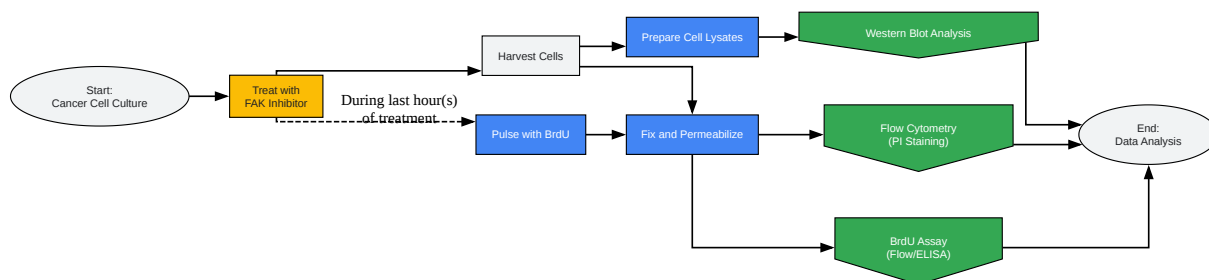 Start:
Cancer Cell Culture
Treat with
FAK Inhibitor
During last hour(s)
of treatment
Harvest Cells
Pulse with BrdU
Prepare Cell Lysates
Fix and Permeabilize
Western Blot Analysis
Flow Cytometry
(PI Staining)
BrdU Assay
(Flow/ELISA)
End:
Data Analysis